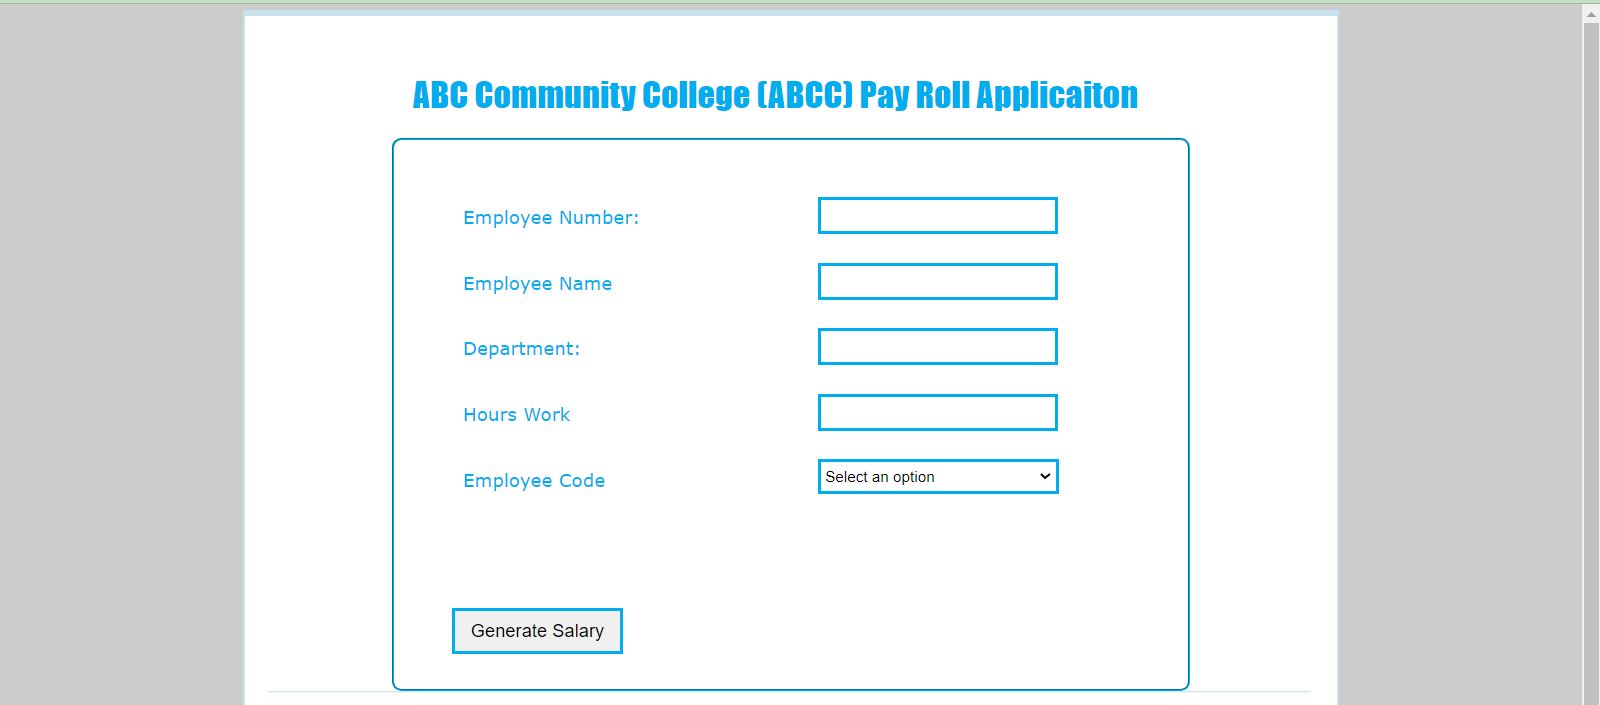 ABC Community College (ABCC) Pay Roll Applicaiton
Employee Number:
Employee Name
Department:
Hours Work
Employee Code
Select an option
Generate Salary